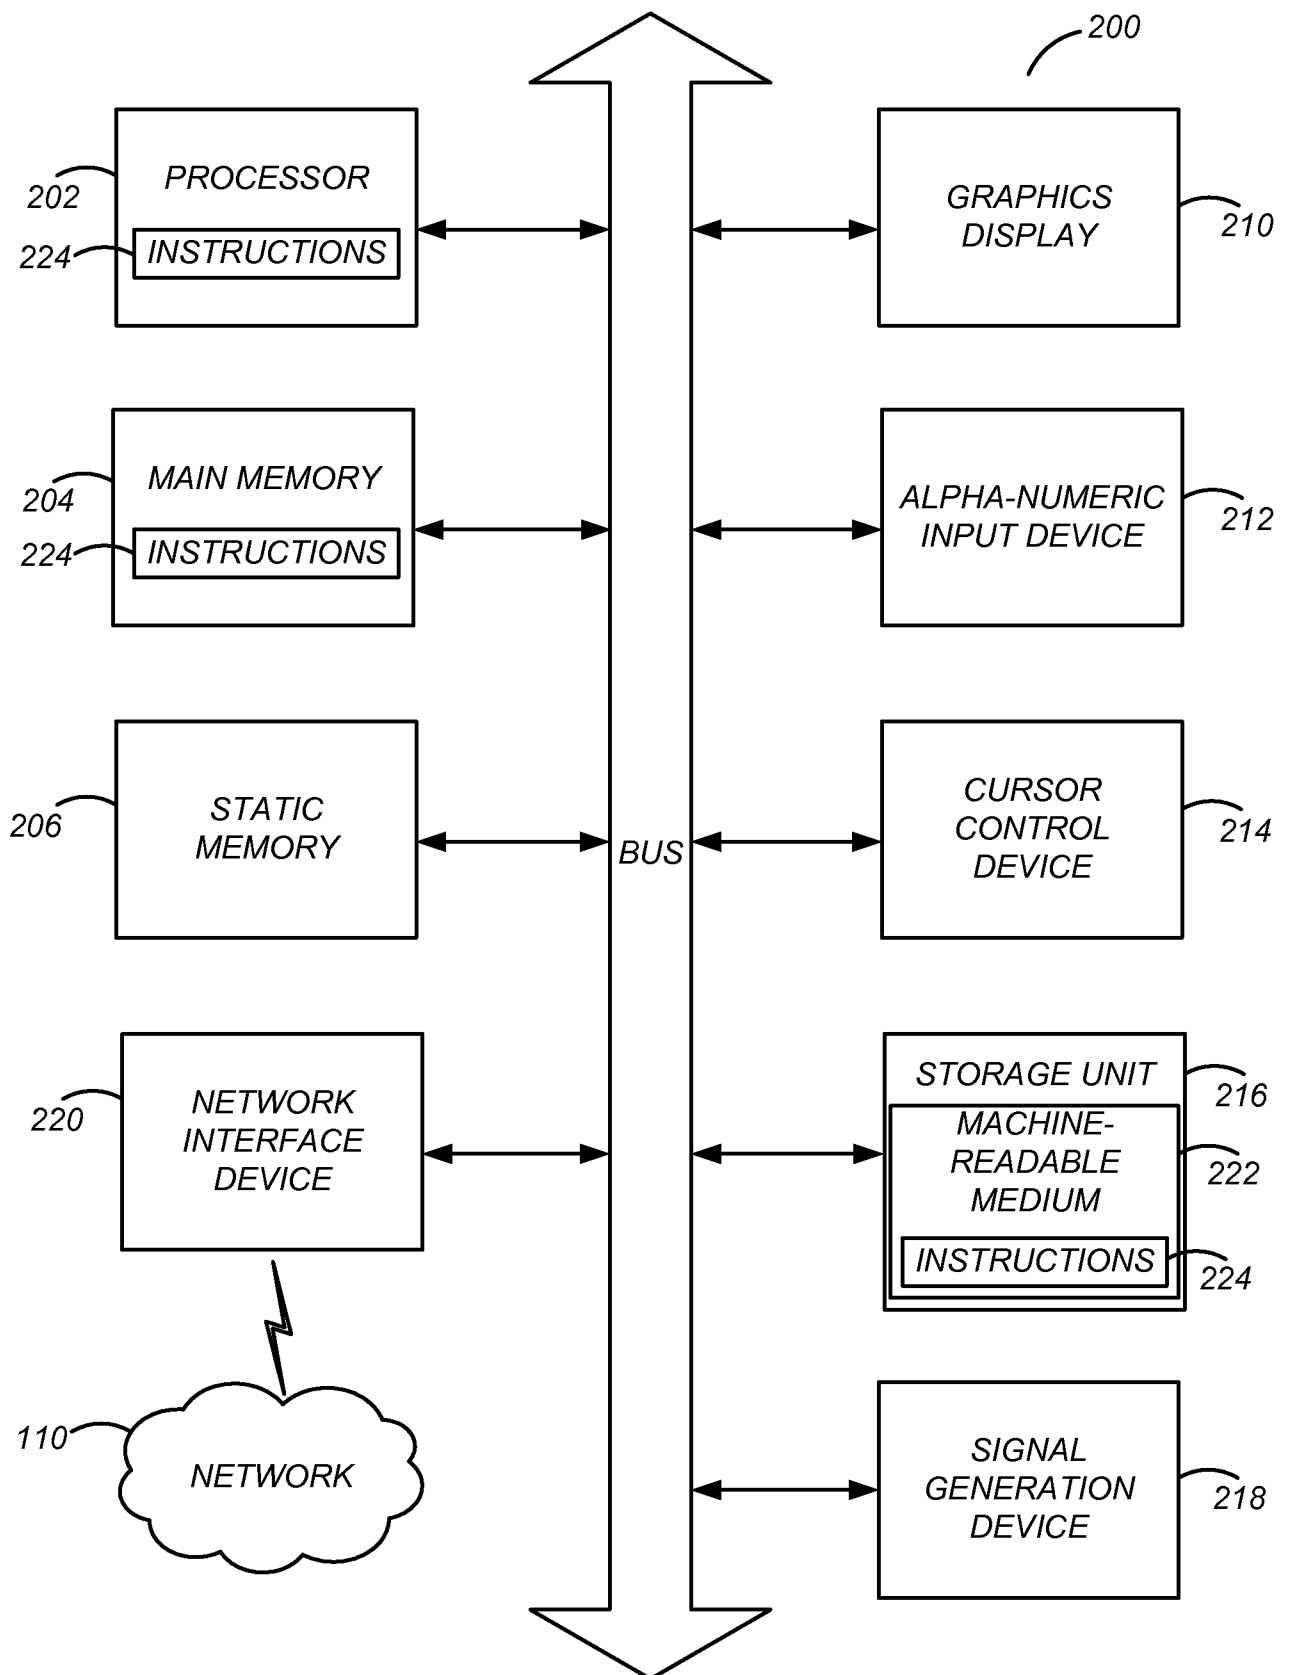 200
PROCESSOR
202
INSTRUCTIONS
224
GRAPHICS
DISPLAY
210
MAIN MEMORY
204
INSTRUCTIONS
224
ALPHA-NUMERIC
INPUT DEVICE
212
STATIC
MEMORY
206
BUS
CURSOR
CONTROL
DEVICE
214
NETWORK
INTERFACE
DEVICE
220
STORAGE UNIT
216
MACHINE-
READABLE
MEDIUM
222
INSTRUCTIONS
224
110
NETWORK
SIGNAL
GENERATION
DEVICE
218